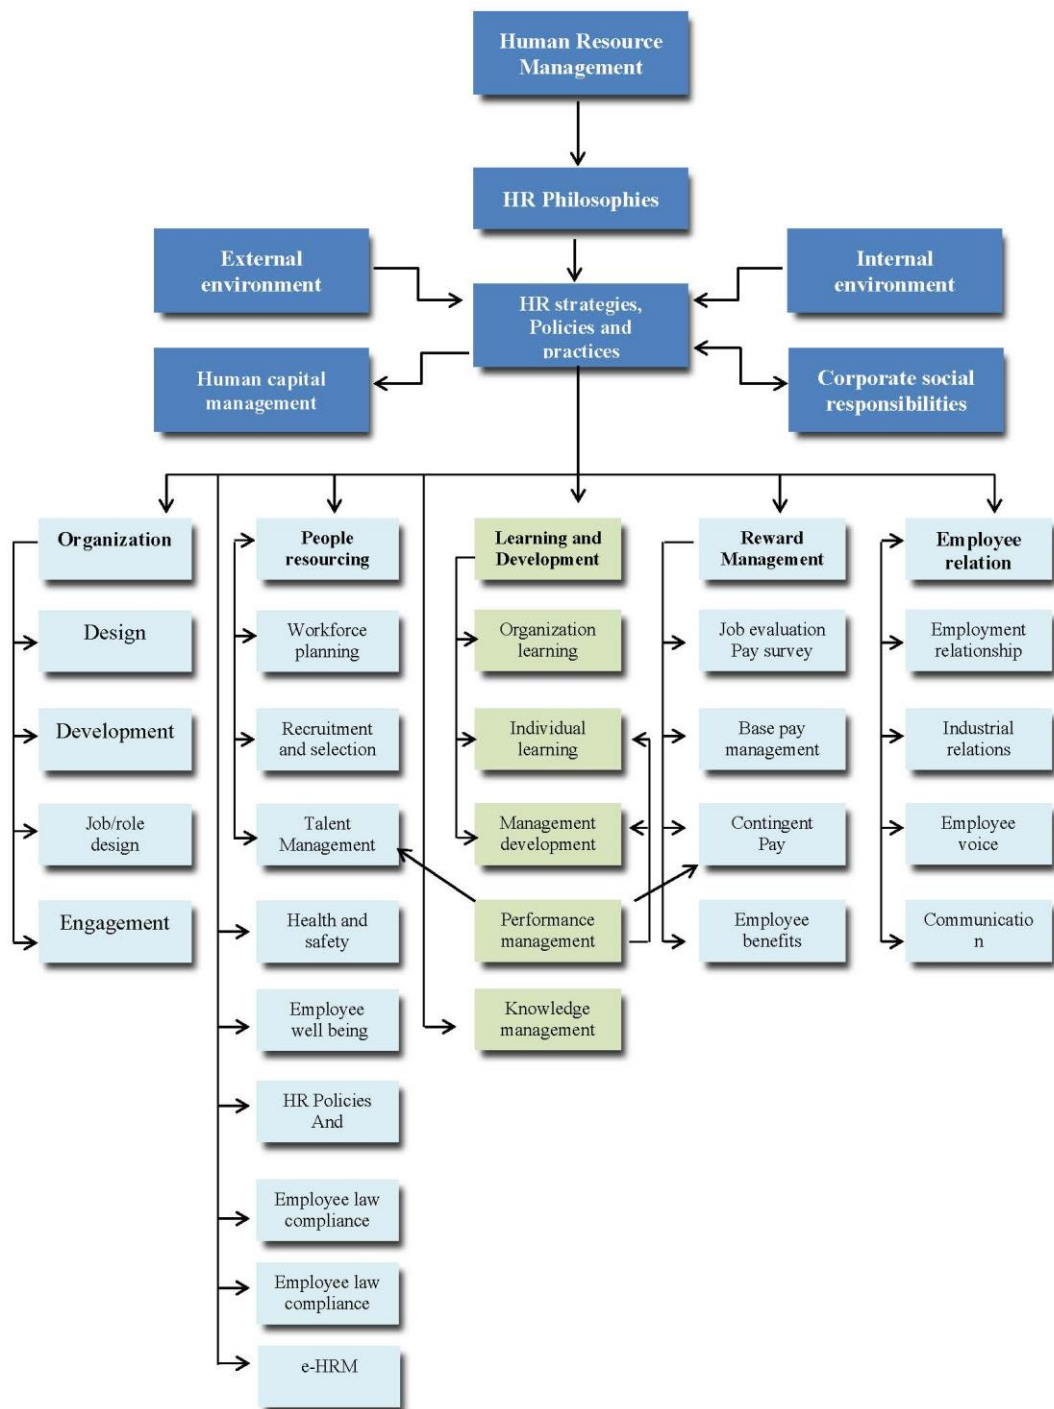 Human Resource
Management
HR Philosophies
External
environment
Internal
environment
HR strategies,
Policies and
practices
Human capital
management
Corporate social
responsibilities
Organization
People
resourcing
Learning and
Development
Reward
Management
Employee
relation
Design
Workforce
planning
Organization
learning
Job evaluation
Pay survey
Employment
relationship
Development
Recruitment
and selection
Individual
learning
Base pay
management
Industrial
relations
Job/role
design
Talent
Management
Management
development
Contingent
Pay
Employee
voice
Engagement
Health and
safety
Performance
management
Employee
benefits
Communicatio
n
Employee
well being
Knowledge
management
HR Policies
And
Employee law
compliance
Employee law
compliance
e-HRM